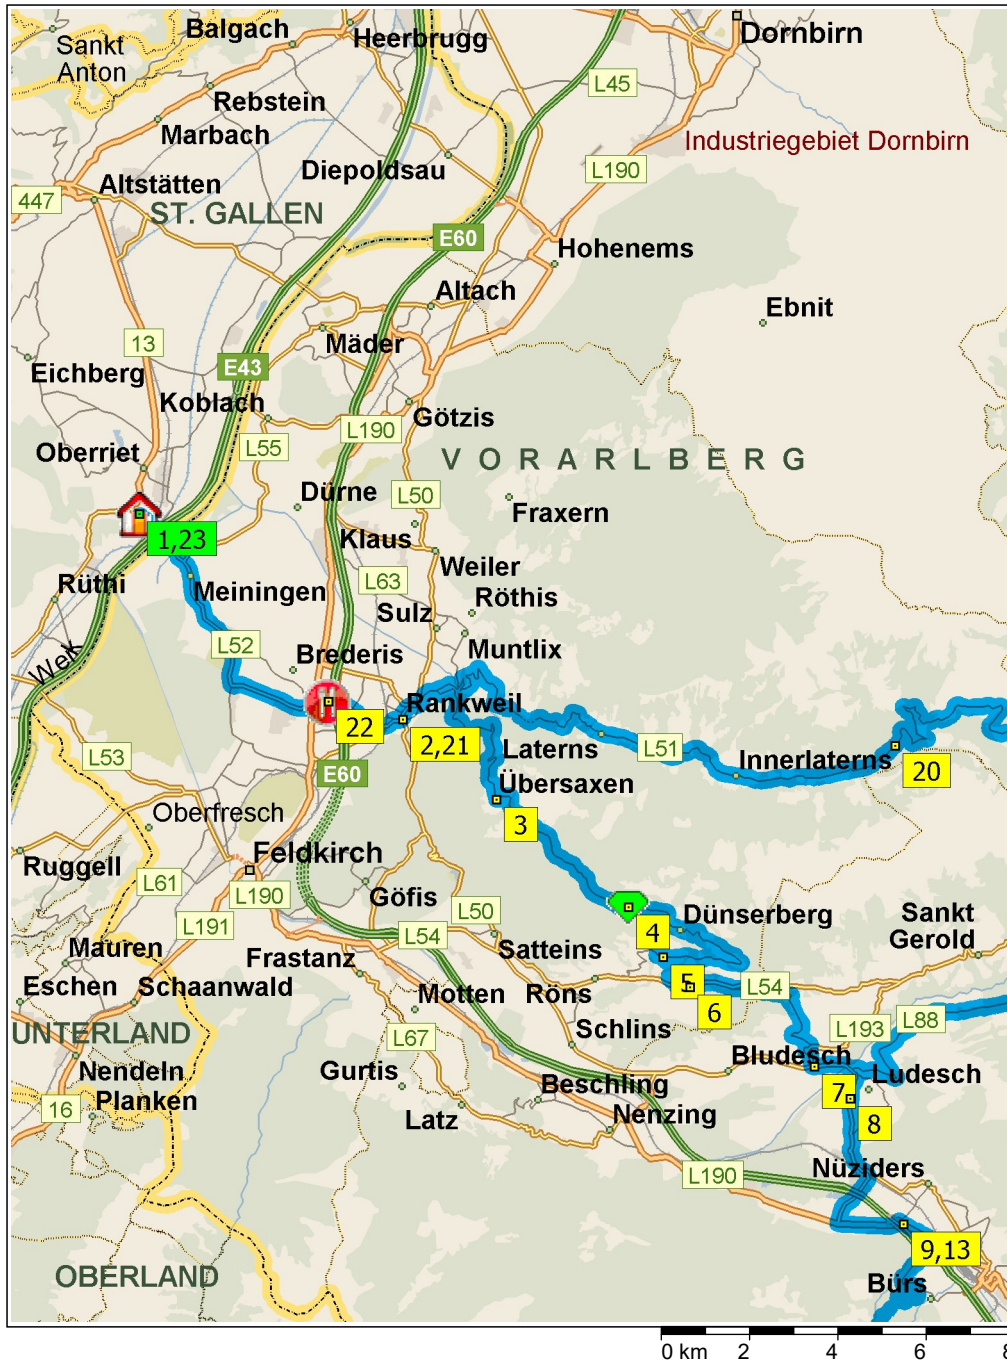 Sankt
Anton
Balgach
Heerbrugg
Dornbirn
L45
Rebstein
Marbach
Industriegebiet Dornbirn
Diepoldsau
L190
Altstätten
447
ST. GALLEN
E60
Hohenems
Altach
Ebnit
13
Mäder
E43
Eichberg
Koblach
Götzis
L190
L55
Oberriet
VORARLBERG
Dürne
L50
Fraxern
1,23
Klaus
Weiler
Rüthi
Meiningen
L63
Röthis
Sulz
L52
Brederis
Muntlix
Werk
Rankweil
22
2,21
Laterns
L51
L53
E60
Innerlaterns
20
Übersaxen
Oberfresch
3
Ruggell
Feldkirch
L61
L190
Göfis
L191
L50
Dünserberg
Sankt
Gerold
4
L54
Mauren
Frastanz
Satteins
Eschen
Schaanwald
Motten
Röns
5
L54
6
UNTERLAND
L67
Schlins
L193
L88
Nendeln
Gurtis
Bludesch
Planken
Beschling
7
Ludesch
16
Latz
Nenzing
8
L190
Nüziders
9,13
OBERLAND
Bürs
0 km 2 4 6 8